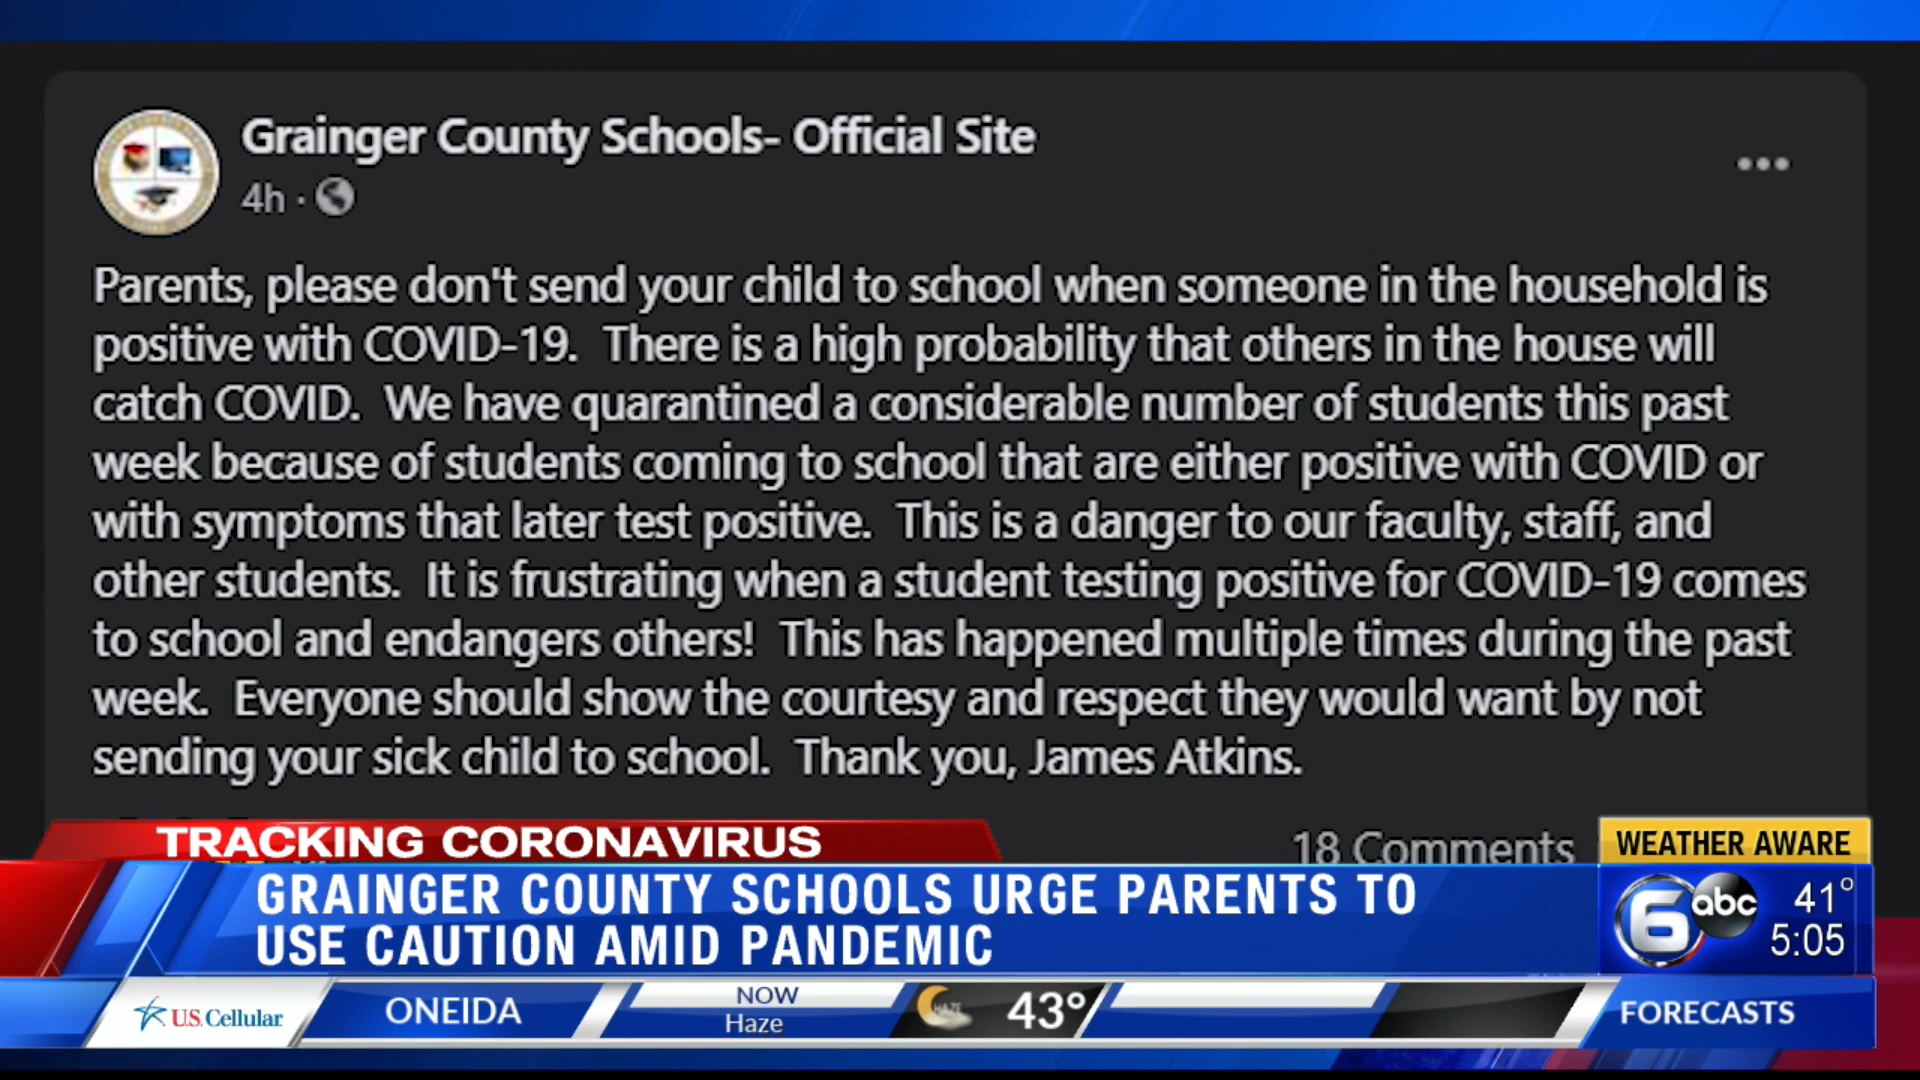 Grainger County Schools- Official Site
4h ·
Parents, please don't send your child to school when someone in the household is
positive with COVID-19.  There is a high probability that others in the house will
catch COVID.  We have quarantined a considerable number of students this past
week because of students coming to school that are either positive with COVID or
with symptoms that later test positive.  This is a danger to our faculty, staff, and
other students.  It is frustrating when a student testing positive for COVID-19 comes
to school and endangers others!  This has happened multiple times during the past
week.  Everyone should show the courtesy and respect they would want by not
sending your sick child to school.  Thank you, James Atkins.
18 Comments
TRACKING CORONAVIRUS
GRAINGER COUNTY SCHOOLS URGE PARENTS TO
USE CAUTION AMID PANDEMIC
WEATHER AWARE
6 abc 41°
5:05
U.S. Cellular
ONEIDA
NOW
Haze
HAZE
43°
FORECASTS